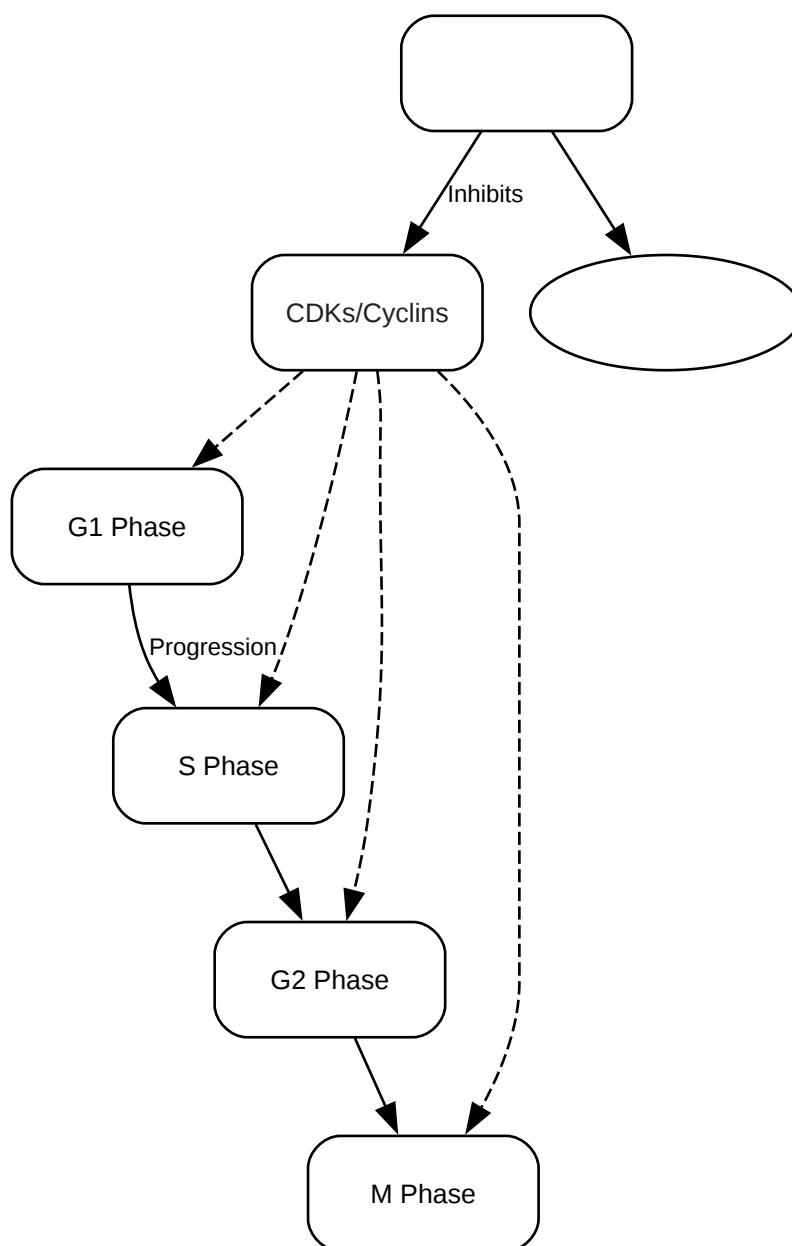 Inhibits
CDKs/Cyclins
G1 Phase
Progression
S Phase
G2 Phase
M Phase